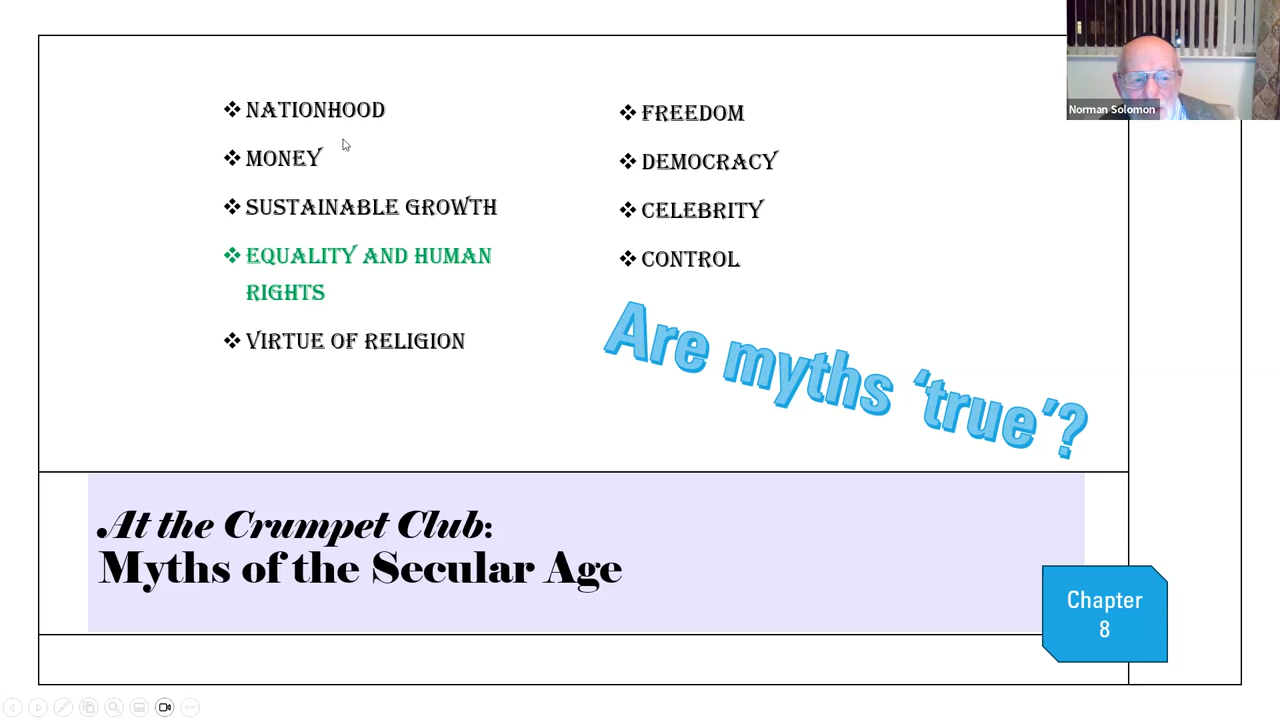 NATIONHOOD
MONEY
SUSTAINABLE GROWTH
EQUALITY AND HUMAN
RIGHTS
VIRTUE OF RELIGION
FREEDOM
DEMOCRACY
CELEBRITY
CONTROL
Are myths ‘true’?
At the Crumpet Club:
Myths of the Secular Age
Chapter
8
Norman Solomon